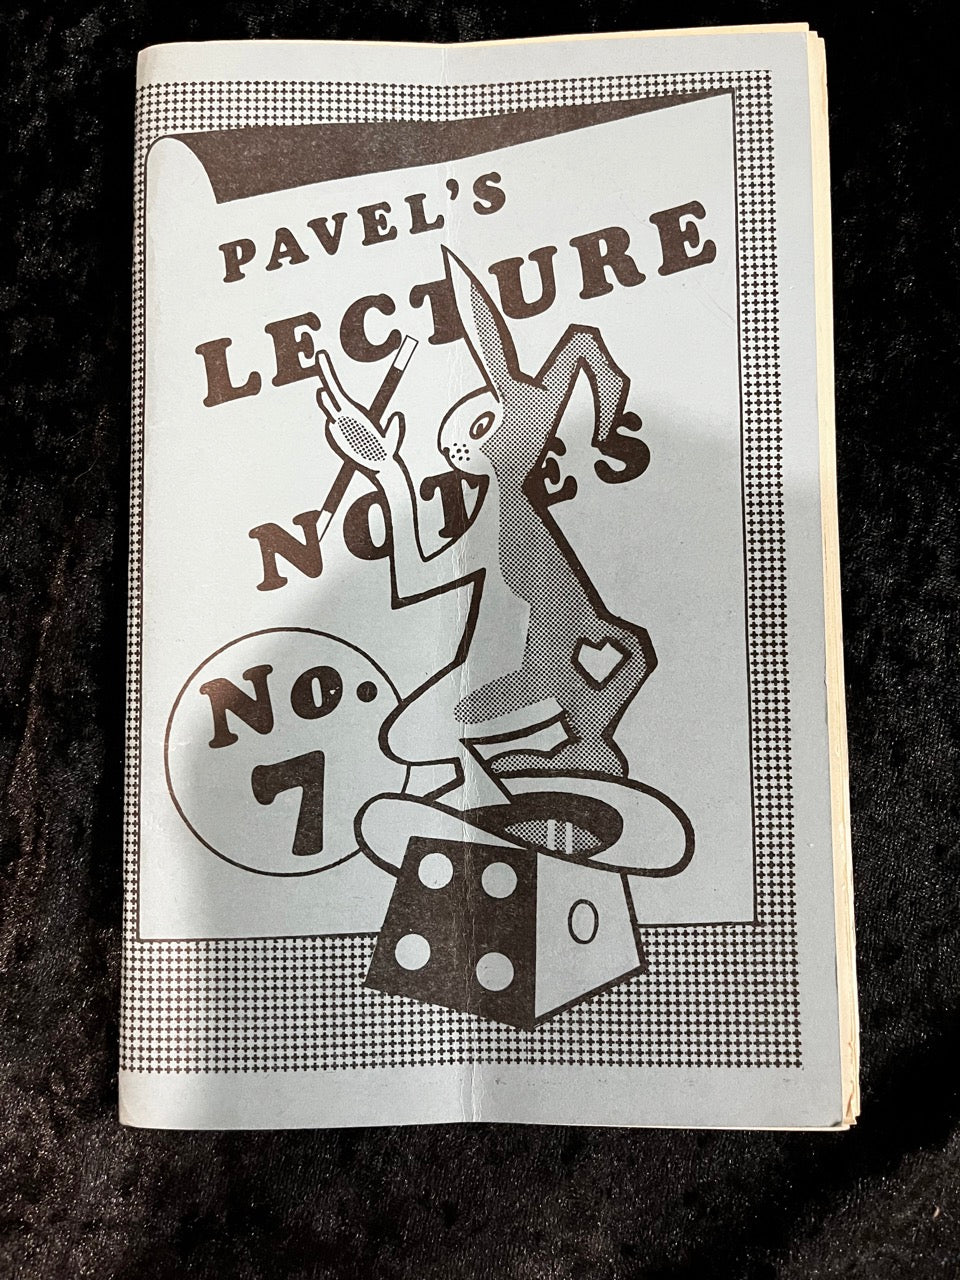 PAVEL'S
LECTURE
NOTES
No.
7